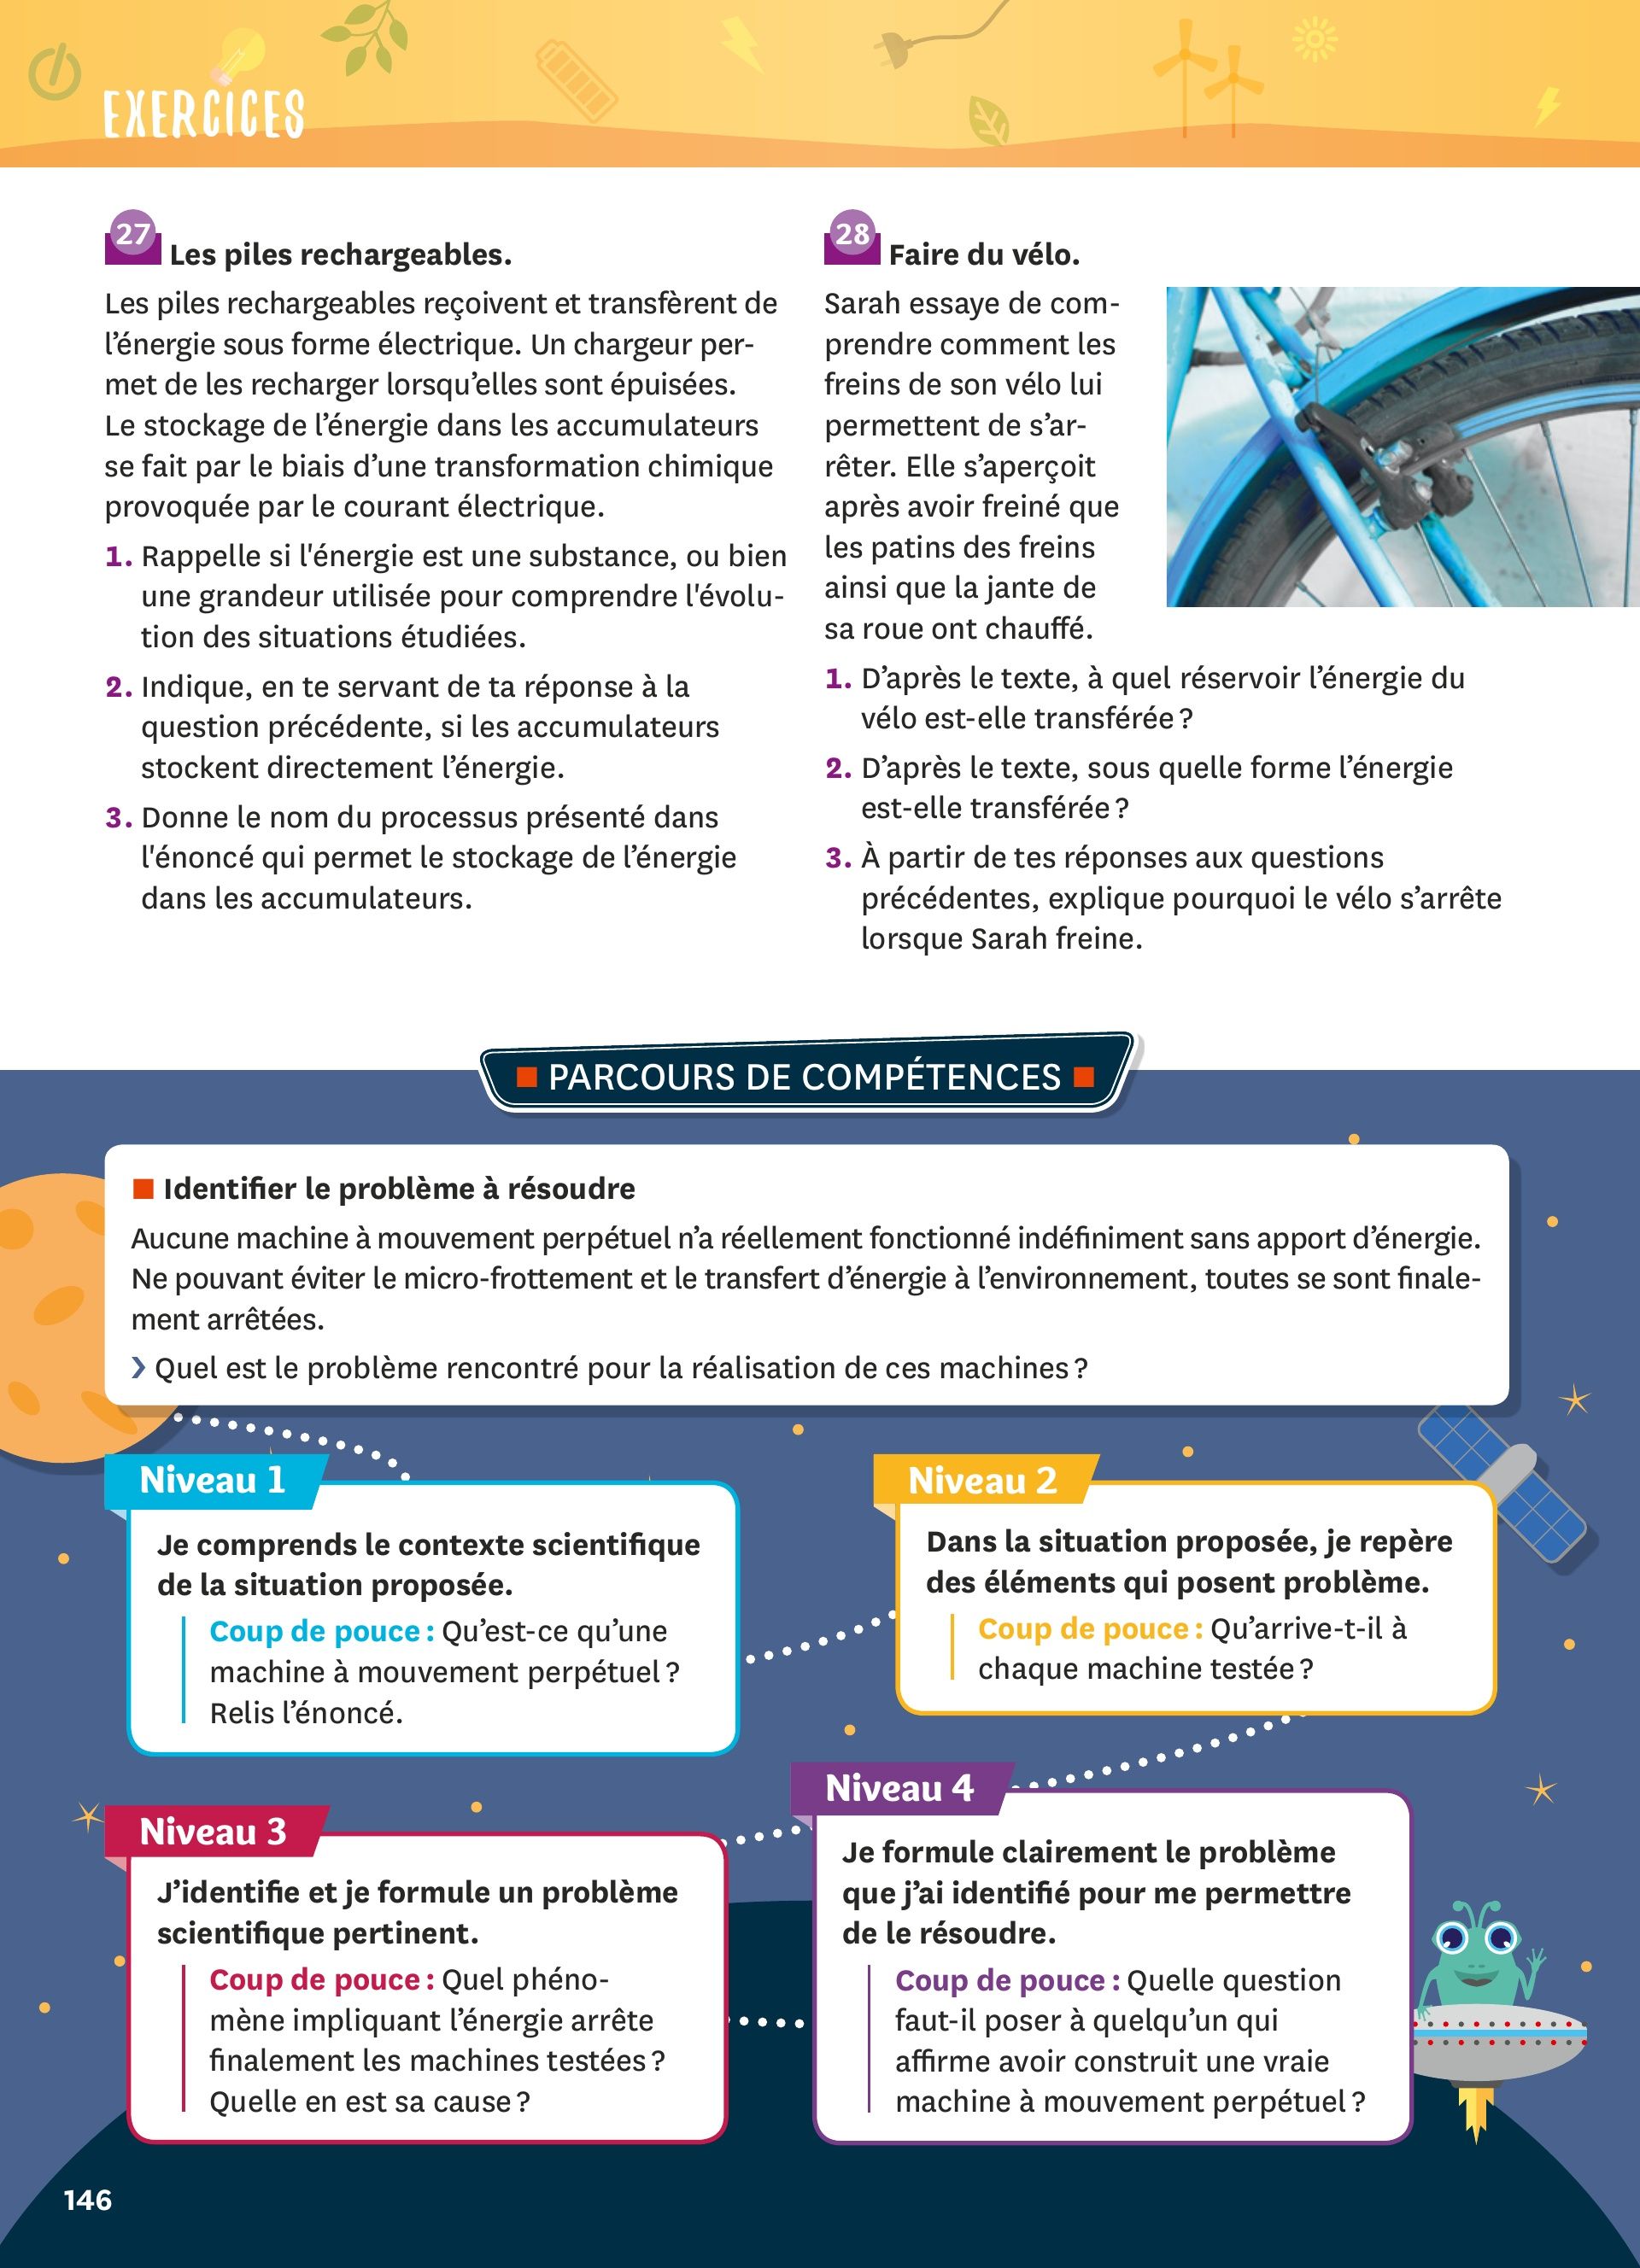 EXERCICES
27 Les piles rechargeables.
Les piles rechargeables reçoivent et transfèrent de
l’énergie sous forme électrique. Un chargeur per-
met de les recharger lorsqu’elles sont épuisées.
Le stockage de l’énergie dans les accumulateurs
se fait par le biais d’une transformation chimique
provoquée par le courant électrique.
1. Rappelle si l'énergie est une substance, ou bien
une grandeur utilisée pour comprendre l'évolu-
tion des situations étudiées.
2. Indique, en te servant de ta réponse à la
question précédente, si les accumulateurs
stockent directement l’énergie.
3. Donne le nom du processus présenté dans
l'énoncé qui permet le stockage de l’énergie
dans les accumulateurs.
28 Faire du vélo.
Sarah essaye de com-
prendre comment les
freins de son vélo lui
permettent de s’ar-
rêter. Elle s’aperçoit
après avoir freiné que
les patins des freins
ainsi que la jante de
sa roue ont chauffé.
1. D’après le texte, à quel réservoir l’énergie du
vélo est-elle transférée ?
2. D’après le texte, sous quelle forme l’énergie
est-elle transférée ?
3. À partir de tes réponses aux questions
précédentes, explique pourquoi le vélo s’arrête
lorsque Sarah freine.
PARCOURS DE COMPÉTENCES
Identifier le problème à résoudre
Aucune machine à mouvement perpétuel n’a réellement fonctionné indéfiniment sans apport d’énergie.
Ne pouvant éviter le micro-frottement et le transfert d’énergie à l’environnement, toutes se sont finale-
ment arrêtées.
› Quel est le problème rencontré pour la réalisation de ces machines ?
Niveau 1
Je comprends le contexte scientifique
de la situation proposée.
Coup de pouce : Qu’est-ce qu’une
machine à mouvement perpétuel ?
Relis l’énoncé.
Niveau 2
Dans la situation proposée, je repère
des éléments qui posent problème.
Coup de pouce : Qu’arrive-t-il à
chaque machine testée ?
Niveau 3
J’identifie et je formule un problème
scientifique pertinent.
Coup de pouce : Quel phéno-
mène impliquant l’énergie arrête
finalement les machines testées ?
Quelle en est sa cause ?
Niveau 4
Je formule clairement le problème
que j’ai identifié pour me permettre
de le résoudre.
Coup de pouce : Quelle question
faut-il poser à quelqu’un qui
affirme avoir construit une vraie
machine à mouvement perpétuel ?
146